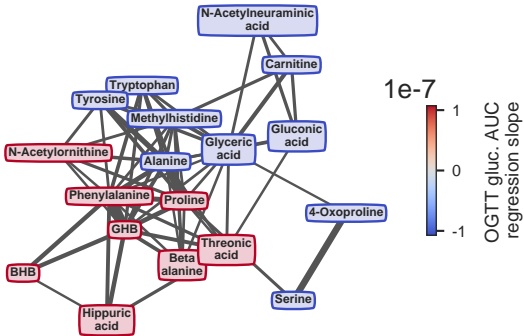 N-Acetylneuraminic
acid
Carnitine
Tryptophan
Tyrosine
Methylhistidine
Gluconic
acid
Glyceric
acid
N-Acetylornithine
Alanine
Phenylalanine
Proline
4-Oxoproline
GHB
Threonic
acid
Beta
alanine
BHB
Serine
Hippuric
acid
1e-7
1
0
-1
OGTT gluc. AUC
regression slope